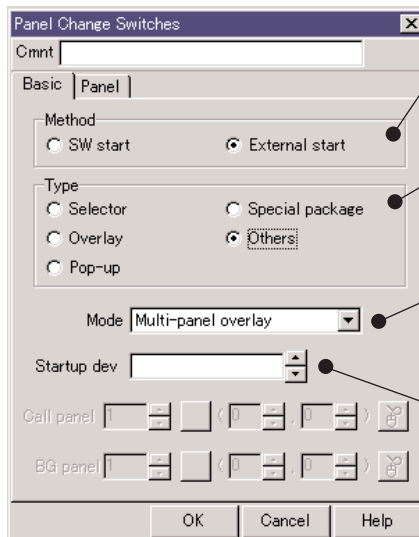 Panel Change Switches
Cmnt
Basic Panel
Method
SW start External start
Type
Selector Special package
Overlay Others
Pop-up
Mode Multi-panel overlay
Startup dev
Call panel 1 ( 0 , 0 )
BG panel 1 ( 0 , 0 )
OK Cancel Help